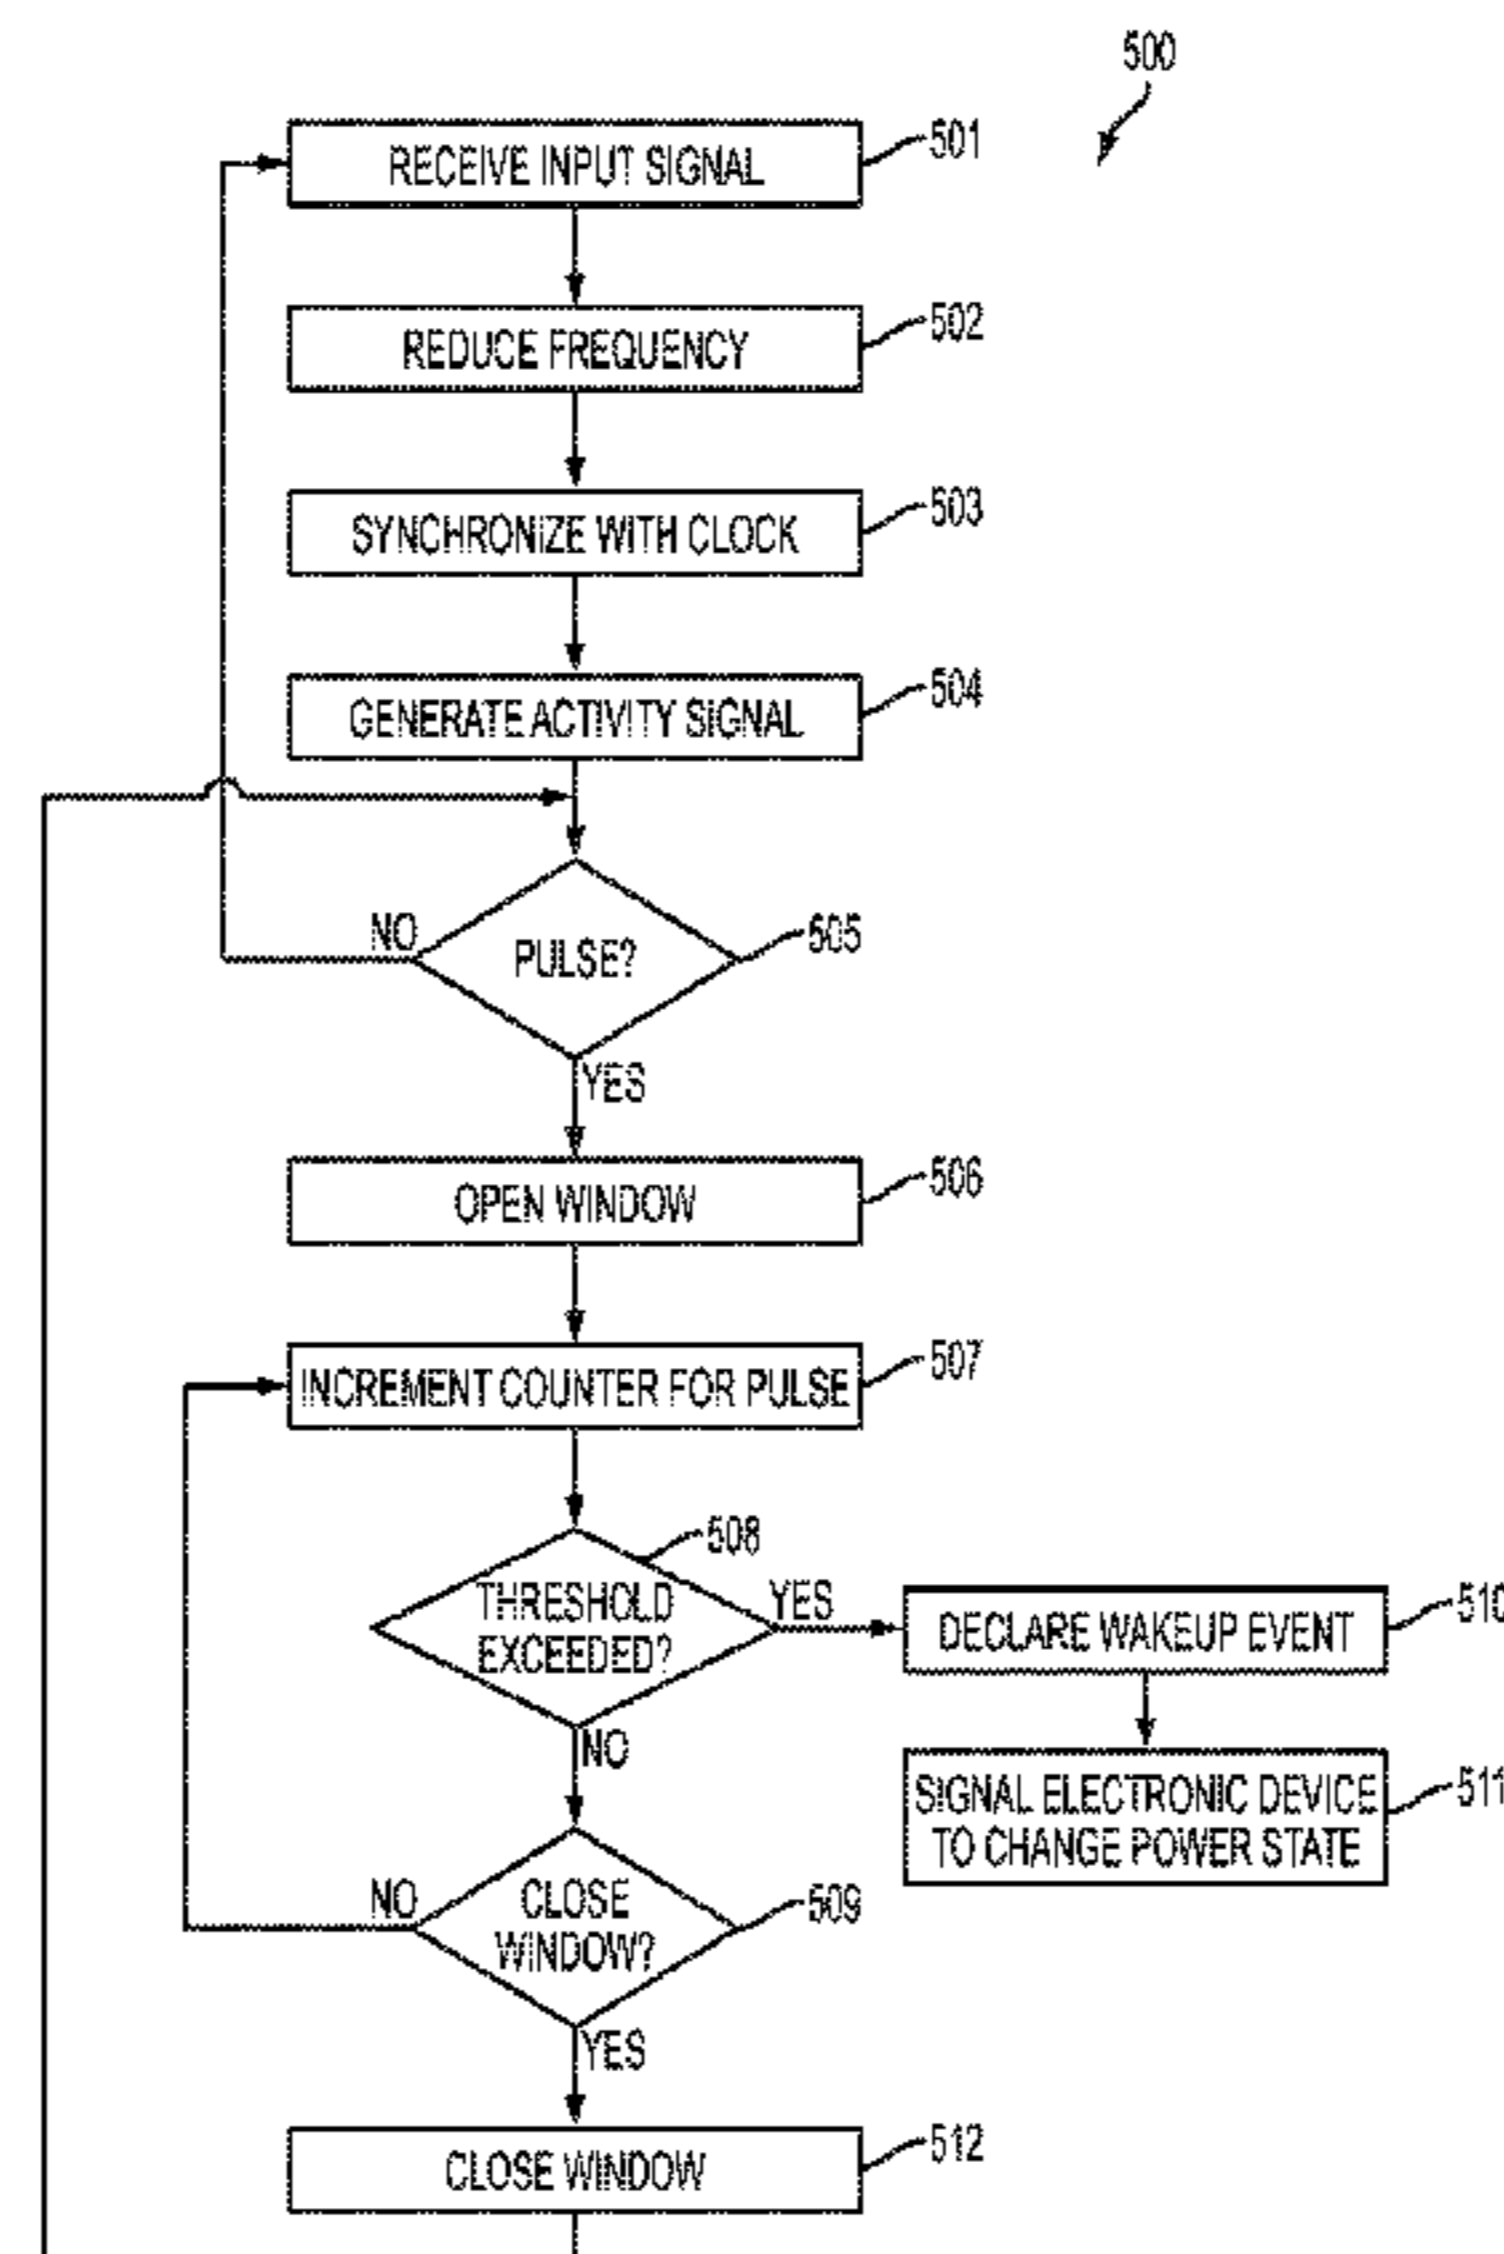 500
RECEIVE INPUT SIGNAL
501
REDUCE FREQUENCY
502
SYNCHRONIZE WITH CLOCK
503
GENERATE ACTIVITY SIGNAL
504
NO
PULSE?
505
YES
OPEN WINDOW
506
INCREMENT COUNTER FOR PULSE
507
508
THRESHOLD
EXCEEDED?
YES
DECLARE WAKEUP EVENT
510
NO
SIGNAL ELECTRONIC DEVICE
TO CHANGE POWER STATE
511
NO
CLOSE
WINDOW?
509
YES
CLOSE WINDOW
512